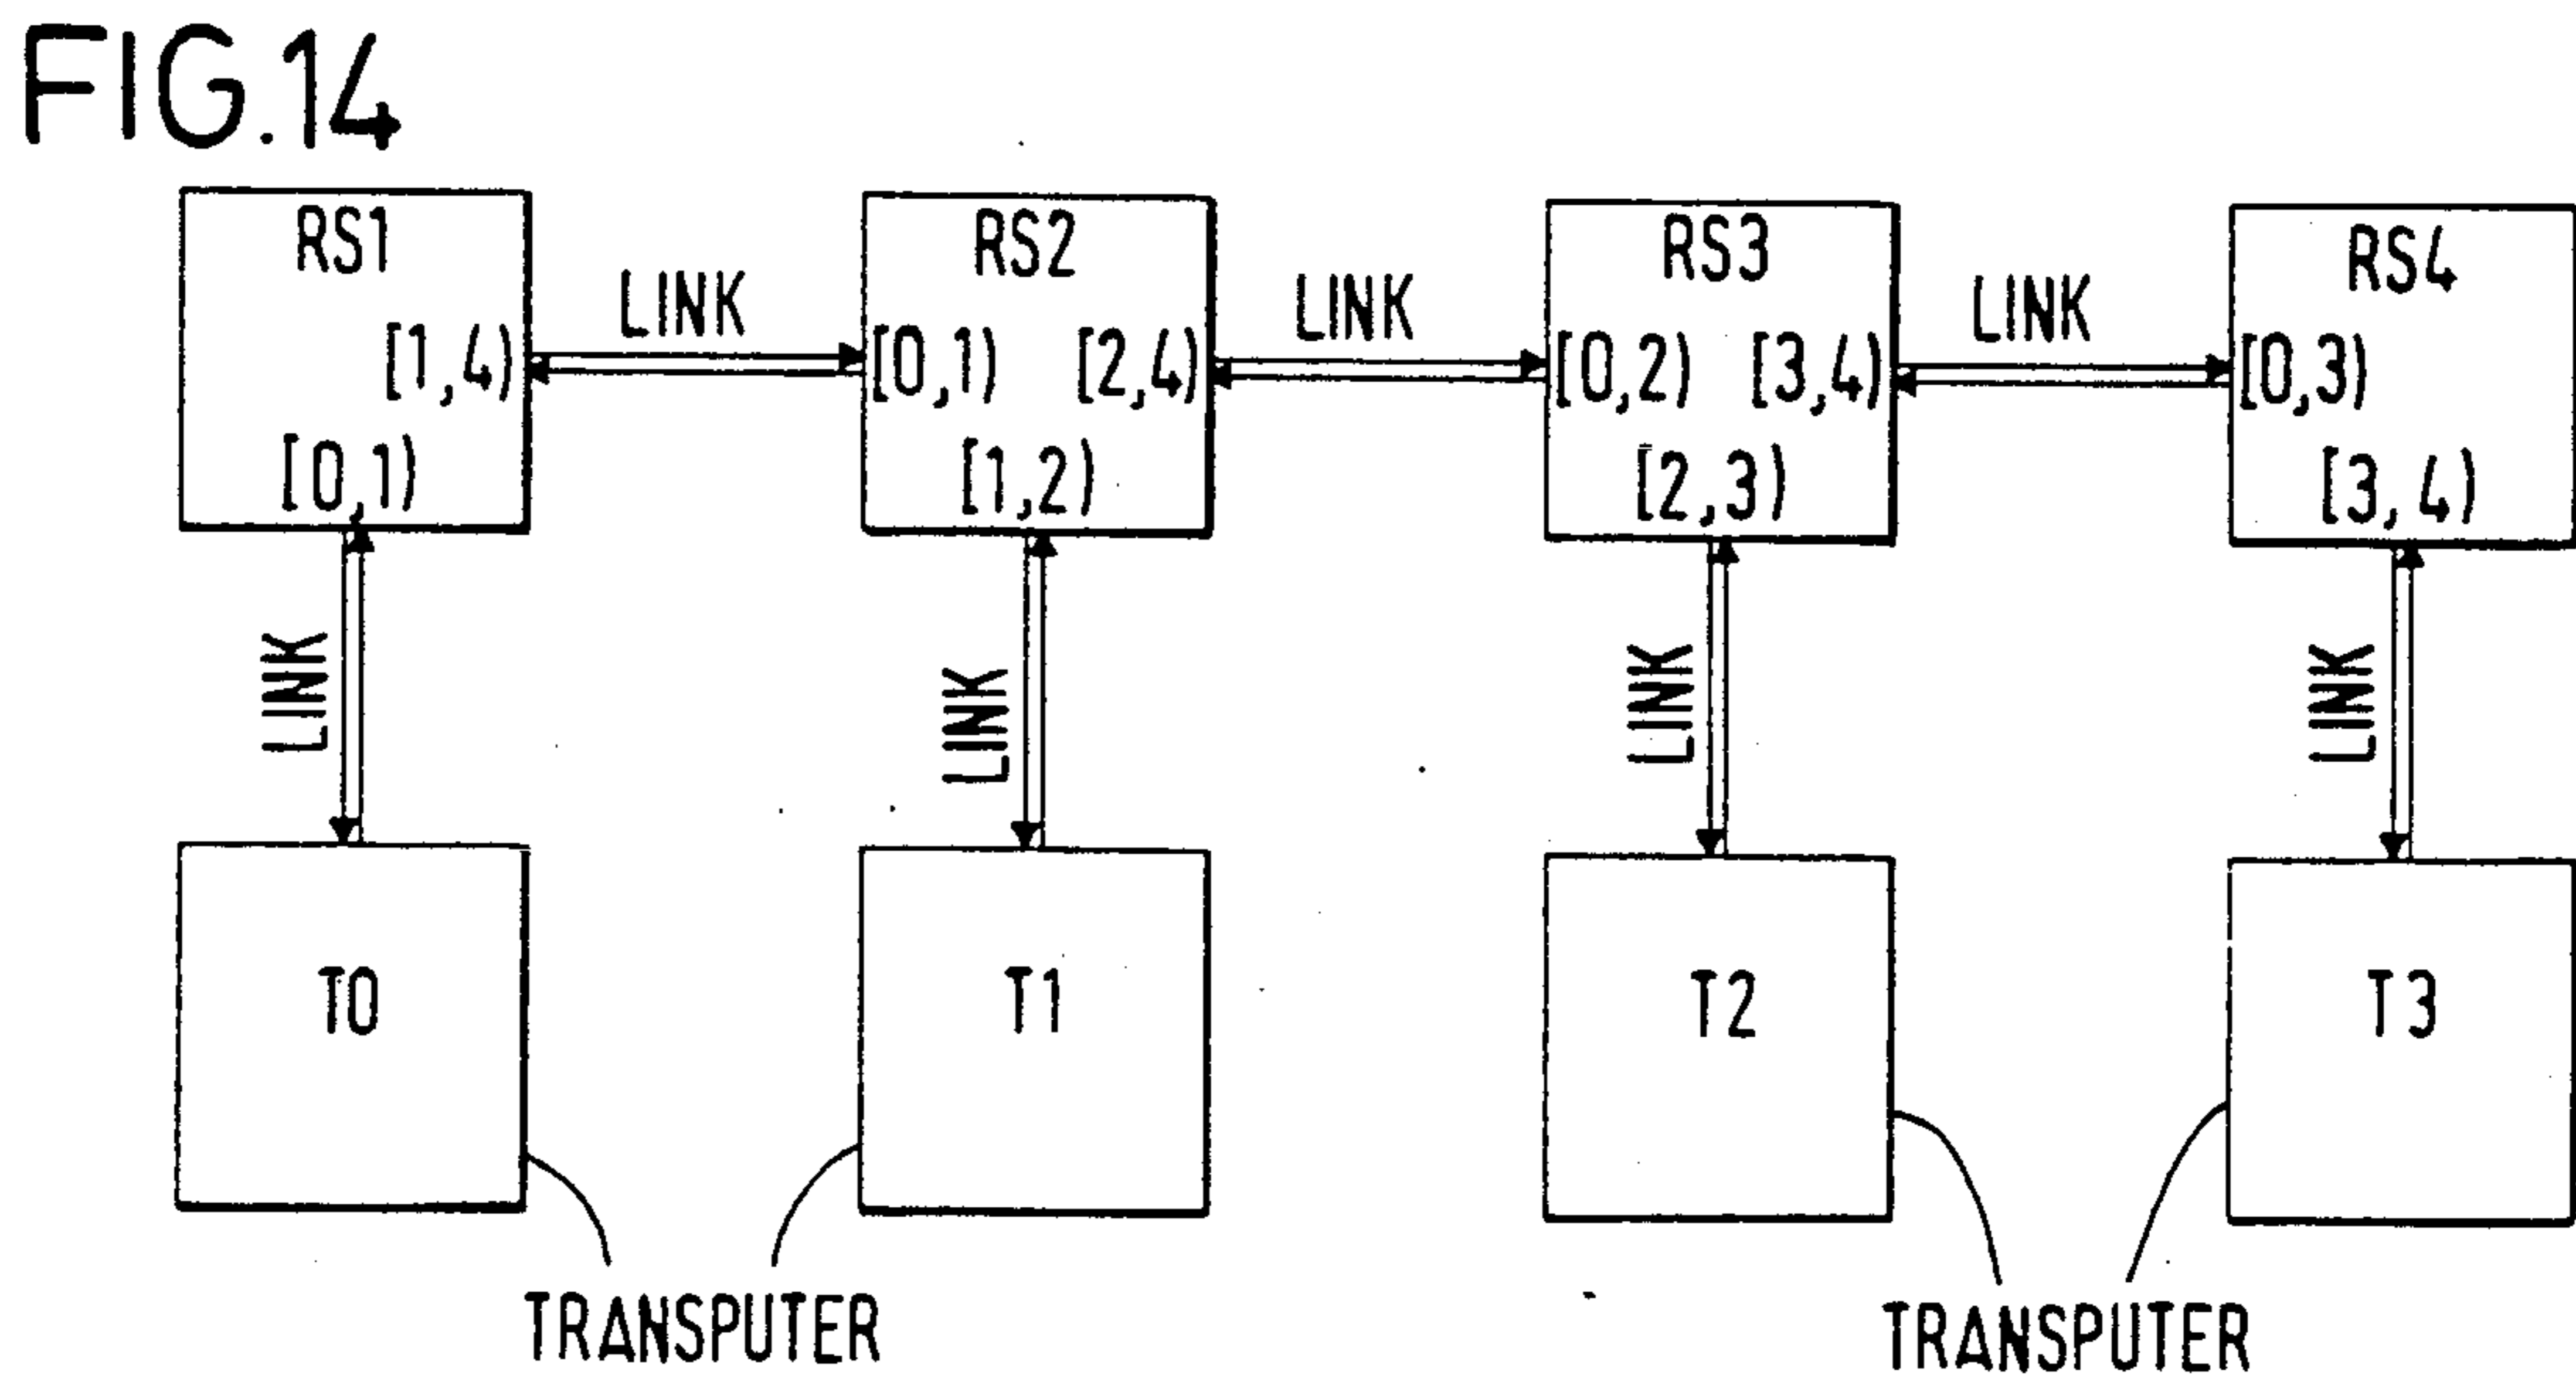 FIG.14
RS1
RS2
RS3
RS4
LINK
LINK
LINK
[1,4)
[0,1)
[2,4)
[0,2)
[3,4)
[0,3)
[0,1)
[1,2)
[2,3)
[3,4)
LINK
LINK
LINK
LINK
T0
T1
T2
T3
TRANSPUTER
TRANSPUTER